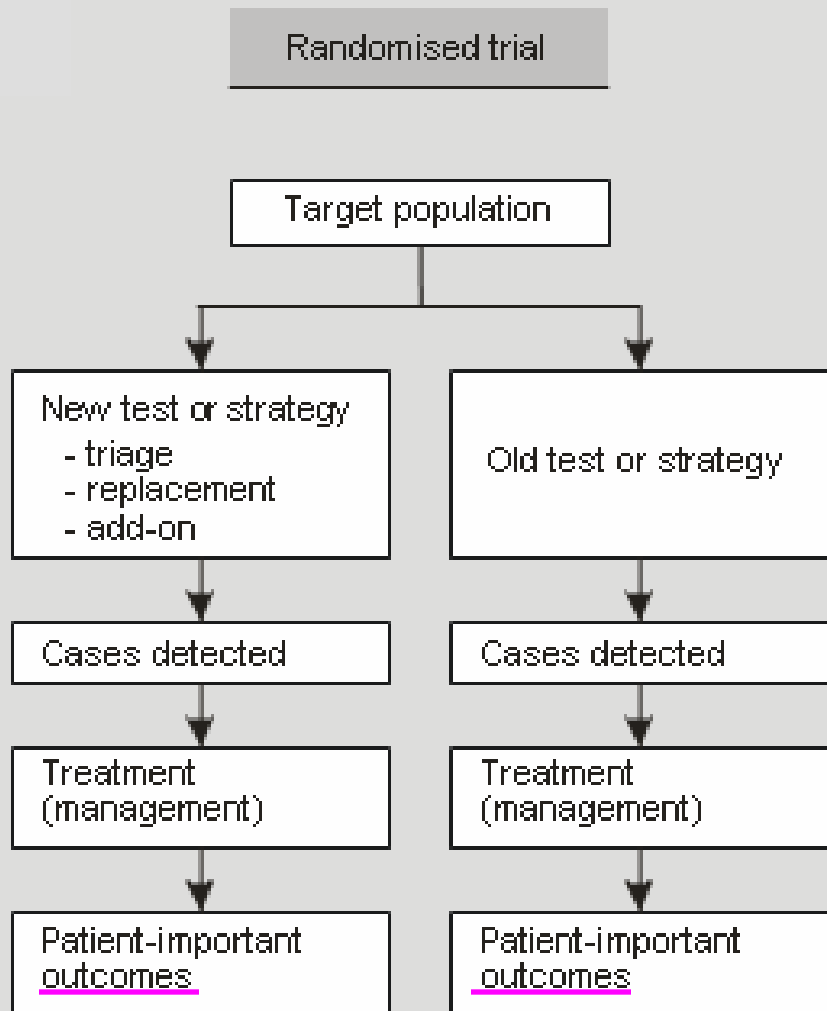 Randomised trial
Target population
New test or strategy
- triage
- replacement
- add-on
Old test or strategy
Cases detected
Cases detected
Treatment
(management)
Treatment
(management)
Patient-important
outcomes
Patient-important
outcomes